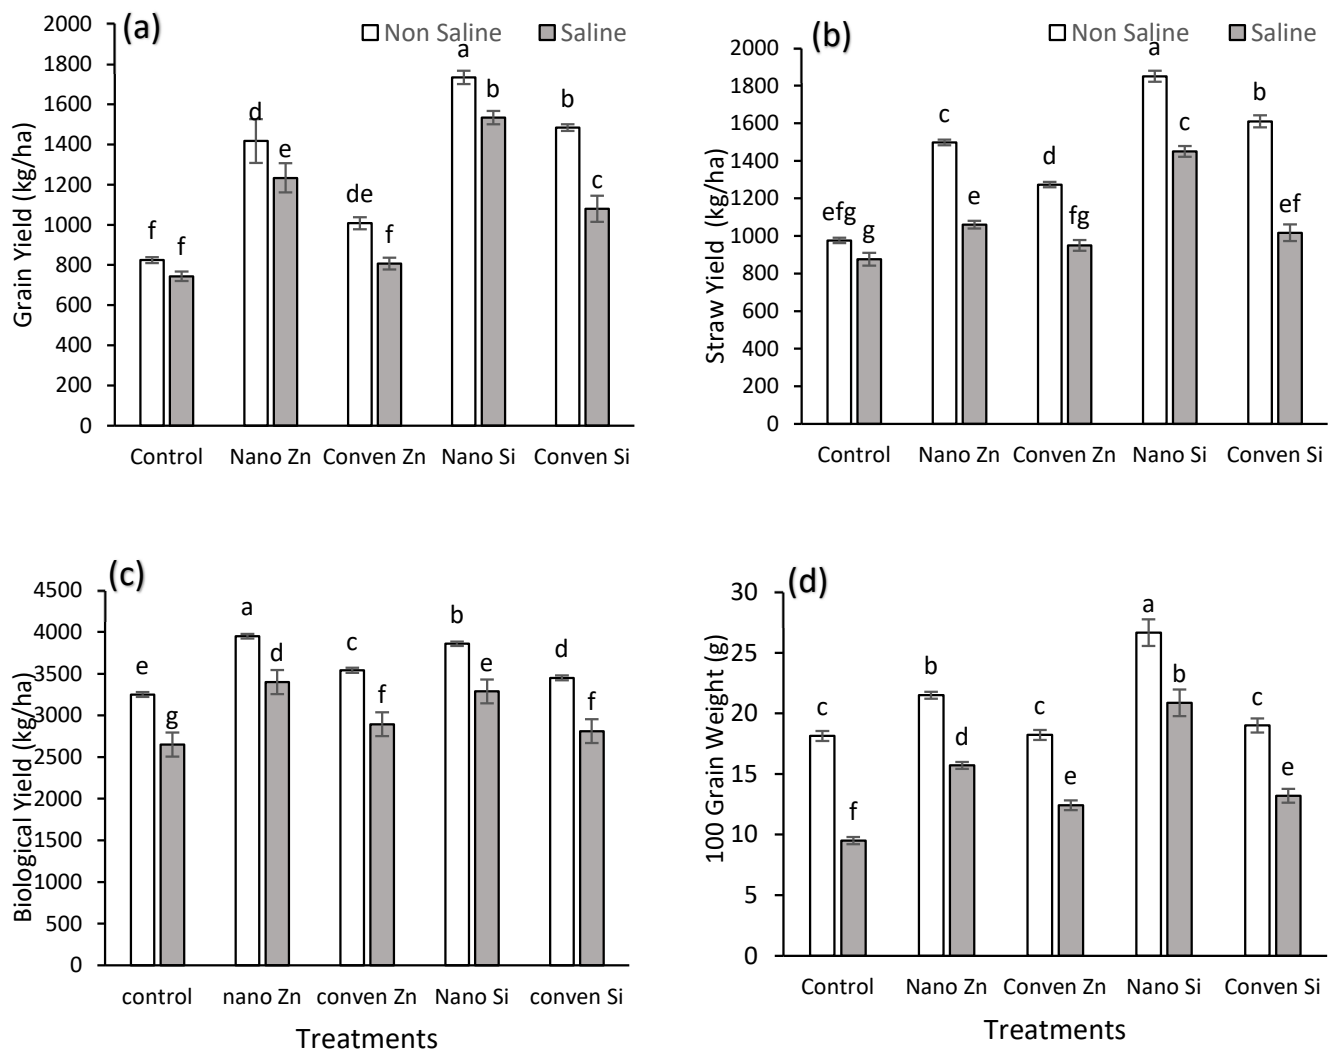 (a)
Non Saline Saline
2000
1800
1600
1400
1200
1000
800
600
400
200
0
Grain Yield (kg/ha)
f f d e de f a b b c
Control Nano Zn Conven Zn Nano Si Conven Si
(b)
Non Saline Saline
2000
1800
1600
1400
1200
1000
800
600
400
200
0
Straw Yield (kg/ha)
efg g c e d fg a c b ef
Control Nano Zn Conven Zn Nano Si Conven Si
(c)
4500
4000
3500
3000
2500
2000
1500
1000
500
0
Biological Yield (kg/ha)
e g a d c f b e d f
control nano Zn conven Zn Nano Si conven Si
Treatments
(d)
30
25
20
15
10
5
0
100 Grain Weight (g)
c f b d c e a b c e
Control Nano Zn Conven Zn Nano Si Conven Si
Treatments